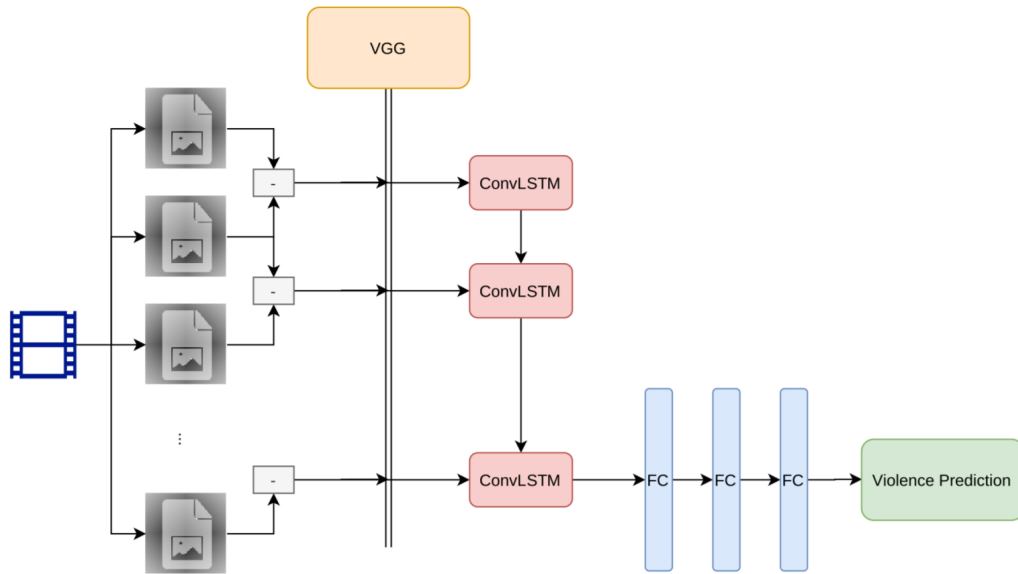 VGG
-
ConvLSTM
-
ConvLSTM
...
-
ConvLSTM
FC
FC
FC
Violence Prediction